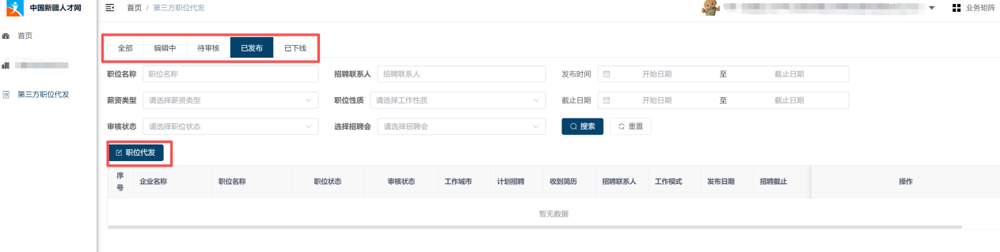 中国新疆人才网
首页 / 第三方职位代发
业务矩阵
首页
第三方职位代发
全部 编辑中 待审核 已发布 已下线
职位名称 职位名称 招聘联系人 招聘联系人 发布时间 开始日期 至 截止日期
薪资类型 请选择薪资类型 职位性质 请选择工作性质 截止日期 开始日期 至 截止日期
审核状态 请选择职位状态 选择招聘会 请选择招聘会 搜索 重置
职位代发
序号 企业名称 职位名称 职位状态 审核状态 工作城市 计划招聘 收到简历 招聘联系人 工作模式 发布日期 招聘截止 操作
暂无数据